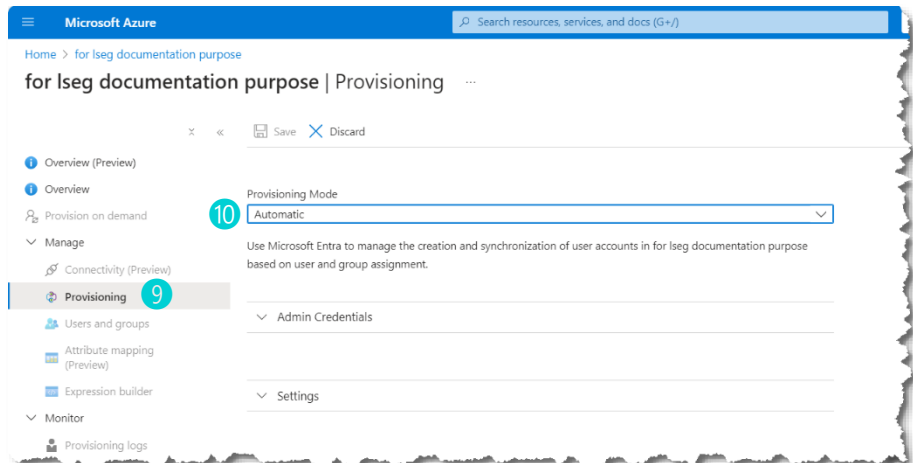 Microsoft Azure
Search resources, services, and docs (G+/)
Home > for lseg documentation purpose
for lseg documentation purpose | Provisioning ...
Save Discard
Overview (Preview)
Overview
Provision on demand
Manage
Connectivity (Preview)
Provisioning 9
Users and groups
Attribute mapping
(Preview)
Expression builder
Monitor
Provisioning logs
Provisioning Mode
10 Automatic
Use Microsoft Entra to manage the creation and synchronization of user accounts in for lseg documentation purpose
based on user and group assignment.
Admin Credentials
Settings